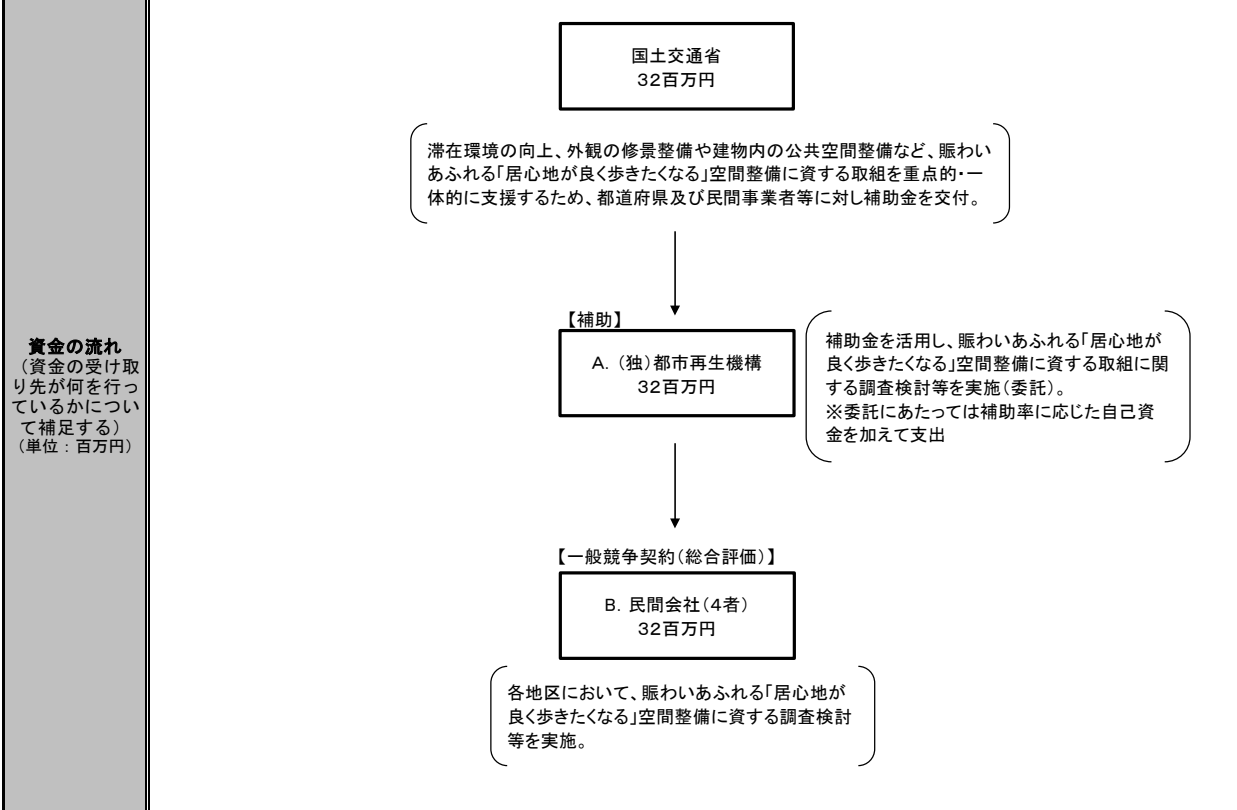 資金の流れ
（資金の受け取
り先が何を行っ
ているかについ
て補足する）
（単位：百万円）
国土交通省
32百万円
滞在環境の向上、外観の修景整備や建物内の公共空間整備など、賑わい
あふれる「居心地が良く歩きたくなる」空間整備に資する取組を重点的・一
体的に支援するため、都道府県及び民間事業者等に対し補助金を交付。
【補助】
A．（独）都市再生機構
32百万円
補助金を活用し、賑わいあふれる「居心地が
良く歩きたくなる」空間整備に資する取組に関
する調査検討等を実施（委託）。
※委託にあたっては補助率に応じた自己資
金を加えて支出
【一般競争契約（総合評価）】
B．民間会社（４者）
32百万円
各地区において、賑わいあふれる「居心地が
良く歩きたくなる」空間整備に資する調査検討
等を実施。